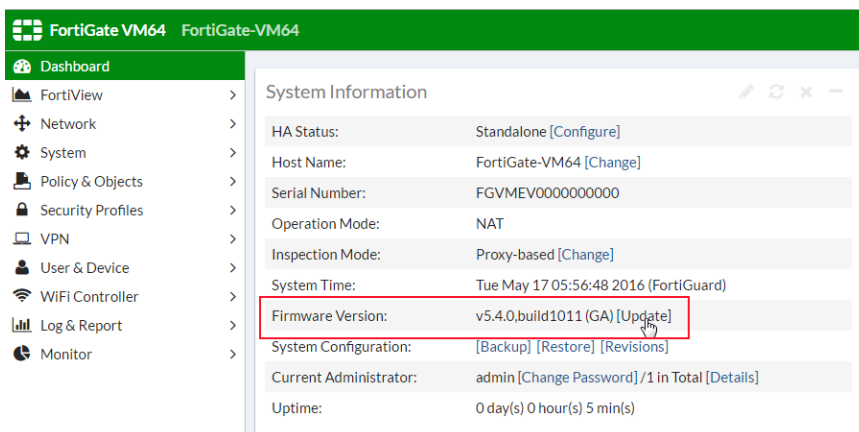 FortiGate VM64 FortiGate-VM64
Dashboard
FortiView
Network
System
Policy & Objects
Security Profiles
VPN
User & Device
WiFi Controller
Log & Report
Monitor
System Information
HA Status: Standalone [Configure]
Host Name: FortiGate-VM64 [Change]
Serial Number: FGVMEV0000000000
Operation Mode: NAT
Inspection Mode: Proxy-based [Change]
System Time: Tue May 17 05:56:48 2016 (FortiGuard)
Firmware Version: v5.4.0,build1011 (GA) [Update]
System Configuration: [Backup] [Restore] [Revisions]
Current Administrator: admin [Change Password] /1 in Total [Details]
Uptime: 0 day(s) 0 hour(s) 5 min(s)